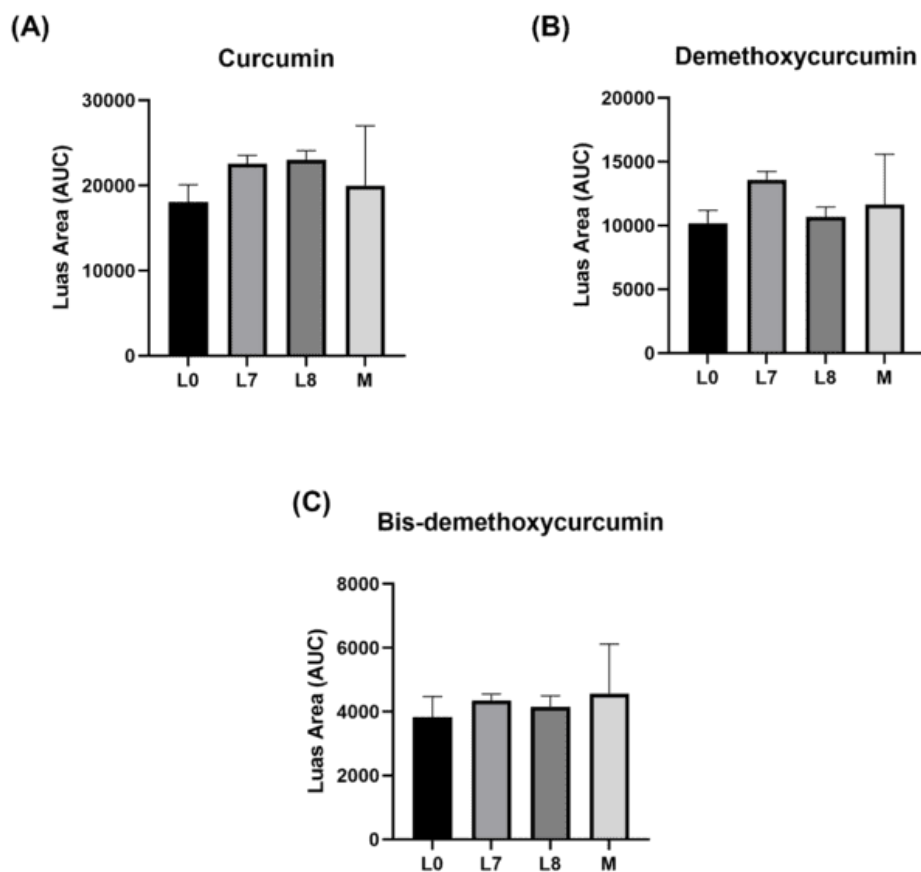 (A)
Curcumin
Luas Area (AUC)
30000
20000
10000
0
L0 L7 L8 M
(B)
Demethoxycurcumin
Luas Area (AUC)
20000
15000
10000
5000
0
L0 L7 L8 M
(C)
Bis-demethoxycurcumin
Luas Area (AUC)
8000
6000
4000
2000
0
L0 L7 L8 M